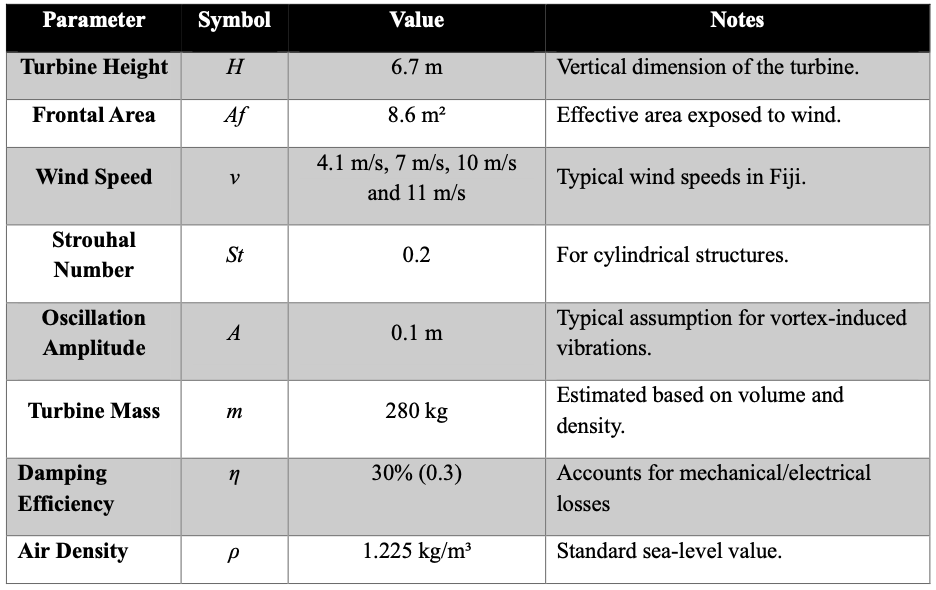 Parameter Symbol Value Notes
Turbine Height H 6.7 m Vertical dimension of the turbine.
Frontal Area Af 8.6 m² Effective area exposed to wind.
Wind Speed v 4.1 m/s, 7 m/s, 10 m/s
and 11 m/s Typical wind speeds in Fiji.
Strouhal
Number St 0.2 For cylindrical structures.
Oscillation
Amplitude A 0.1 m Typical assumption for vortex-induced
vibrations.
Turbine Mass m 280 kg Estimated based on volume and
density.
Damping
Efficiency η 30% (0.3) Accounts for mechanical/electrical
losses
Air Density ρ 1.225 kg/m³ Standard sea-level value.